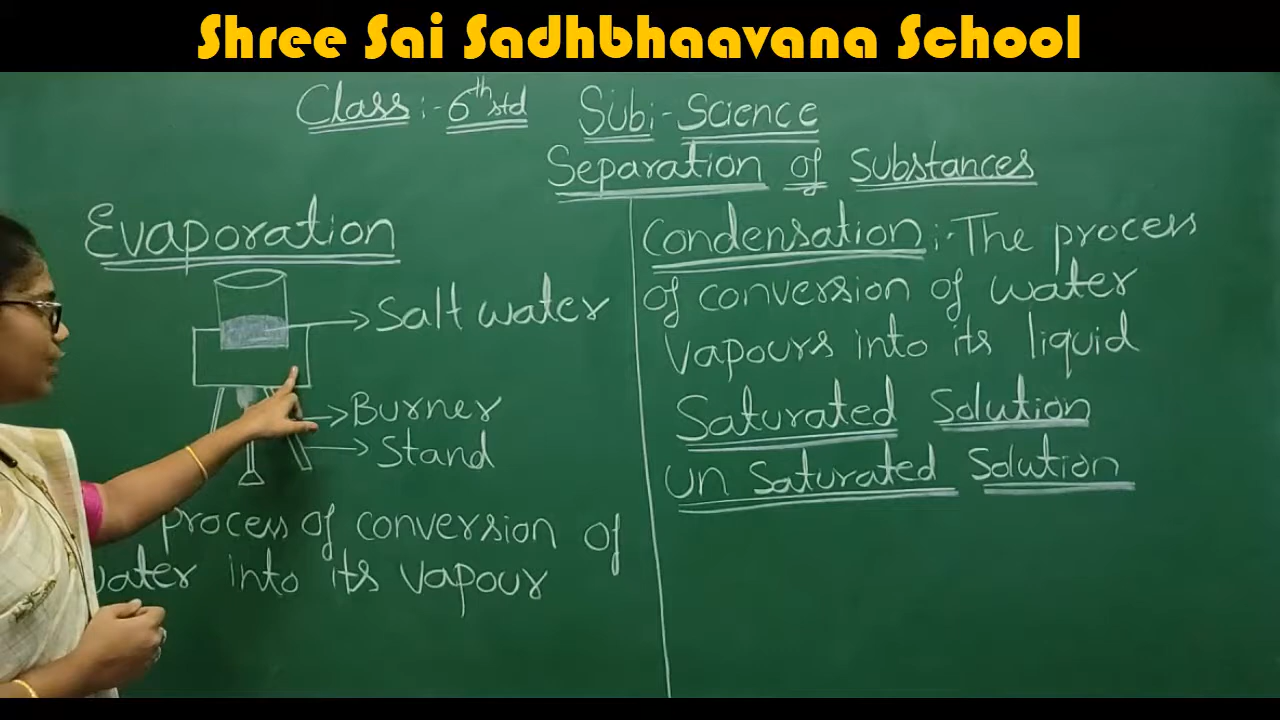 Shree Sai Sadhbhaavana School
Class:- 6th std
Sub:- Science
Separation of Substances
Evaporation
Salt water
Burner
Stand
process of conversion of
water into its vapour
Condensation:- The process
of conversion of water
vapours into its liquid
Saturated Solution
un Saturated Solution